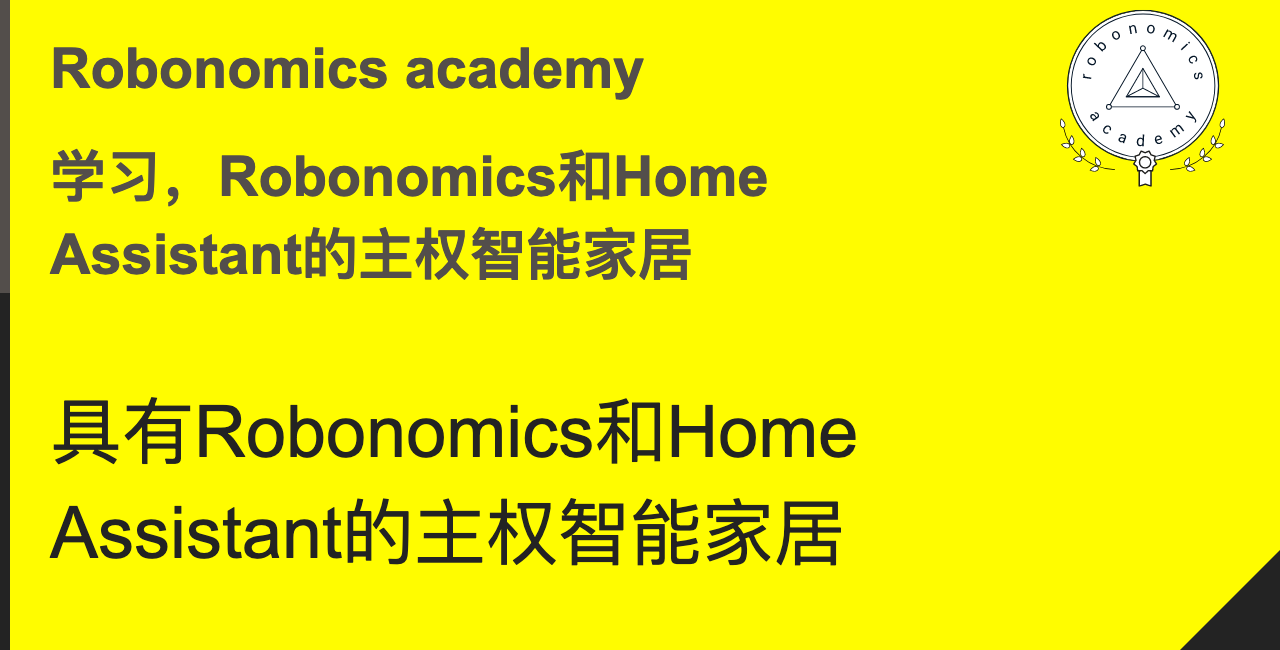 Robonomics academy
学习，Robonomics和Home
Assistant的主权智能家居
具有Robonomics和Home
Assistant的主权智能家居
robonomics
academy